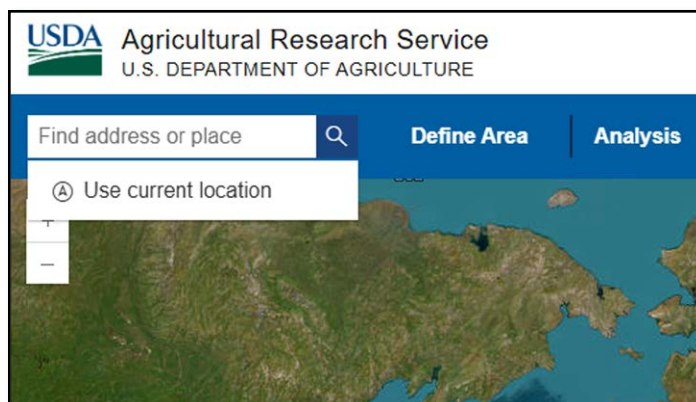 USDA
Agricultural Research Service
U.S. DEPARTMENT OF AGRICULTURE
Find address or place
Define Area
Analysis
Use current location
+
−